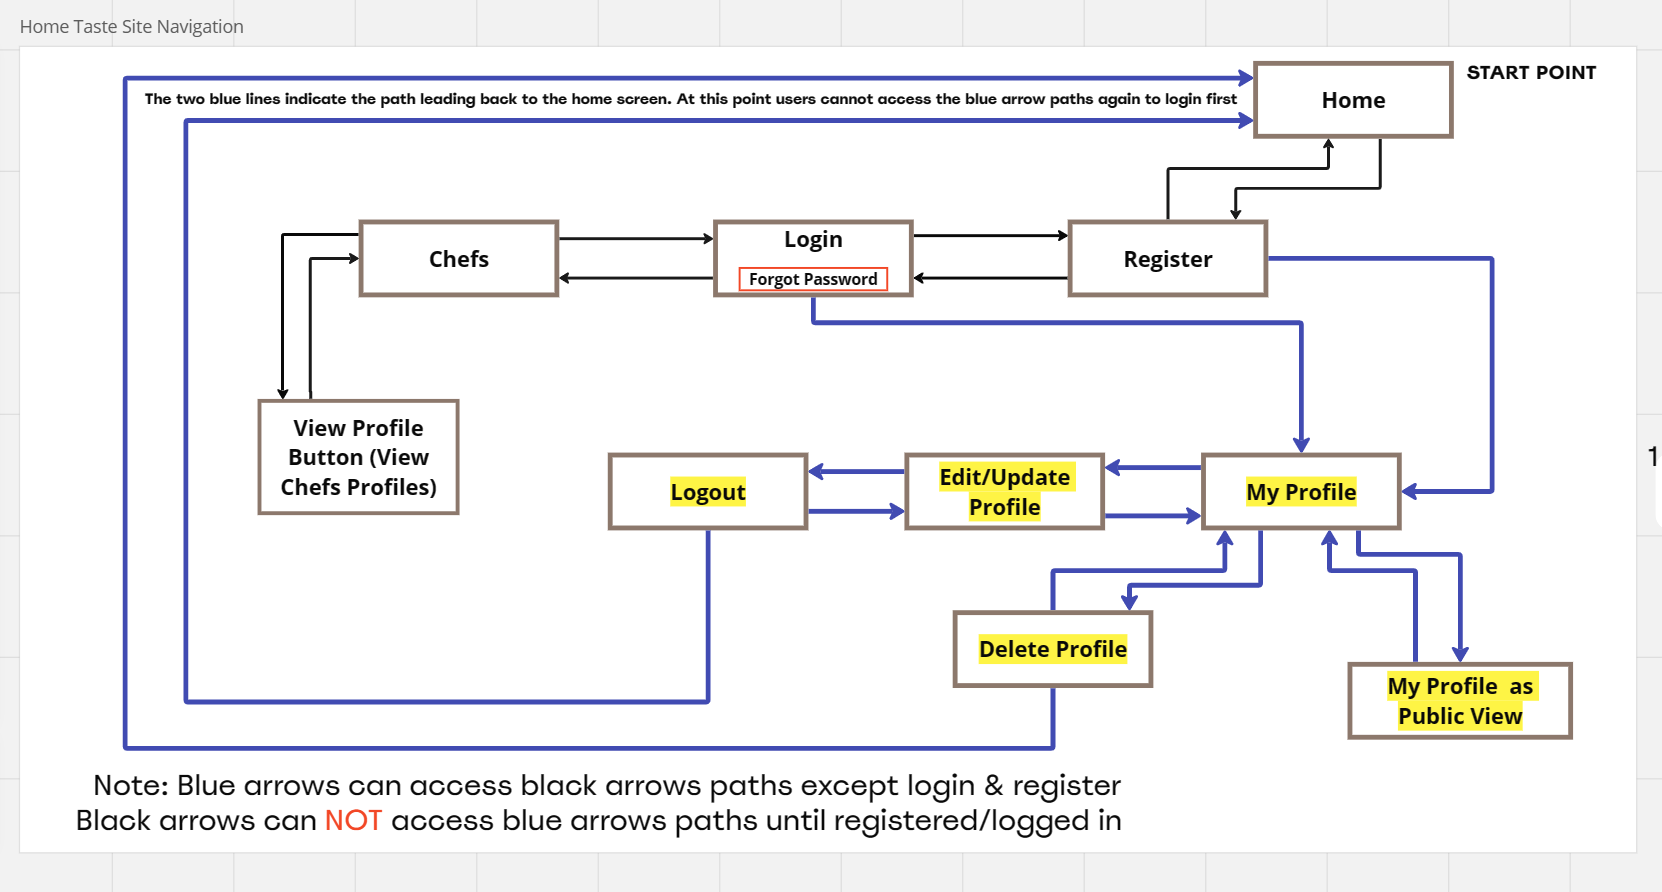 Home Taste Site Navigation
START POINT
Home
The two blue lines indicate the path leading back to the home screen. At this point users cannot access the blue arrow paths again to login first
Chefs
Login
Forgot Password
Register
View Profile
Button (View
Chefs Profiles)
Logout
Edit/Update
Profile
My Profile
1
Delete Profile
My Profile as
Public View
Note: Blue arrows can access black arrows paths except login & register
Black arrows can NOT access blue arrows paths until registered/logged in